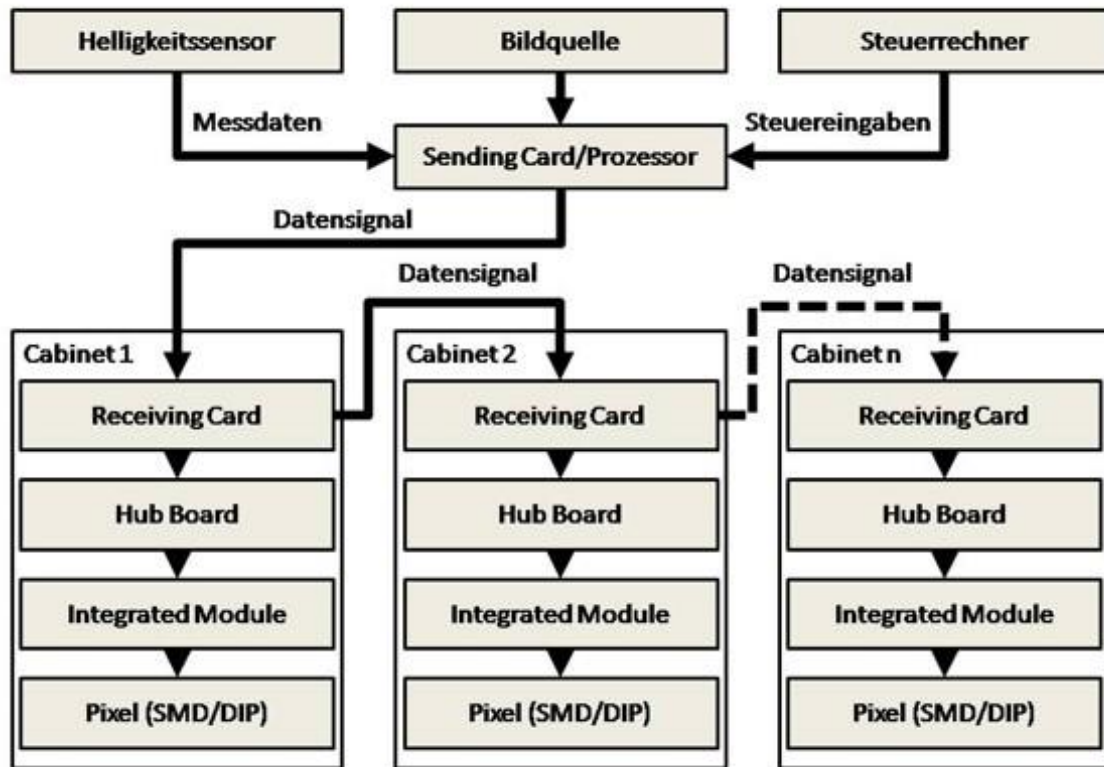 Helligkeitssensor
Bildquelle
Steuerrechner
Messdaten
Steuereingaben
Sending Card/Prozessor
Datensignal
Datensignal
Datensignal
Cabinet 1
Cabinet 2
Cabinet n
Receiving Card
Receiving Card
Receiving Card
Hub Board
Hub Board
Hub Board
Integrated Module
Integrated Module
Integrated Module
Pixel (SMD/DIP)
Pixel (SMD/DIP)
Pixel (SMD/DIP)